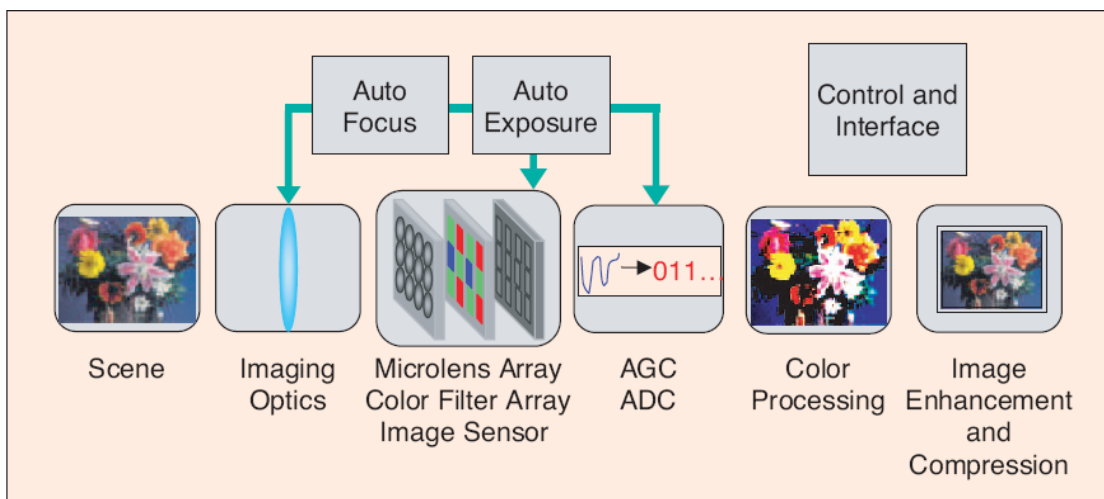 Auto
Focus
Auto
Exposure
Control and
Interface
011...
Scene
Imaging
Optics
Microlens Array
Color Filter Array
Image Sensor
AGC
ADC
Color
Processing
Image
Enhancement
and
Compression